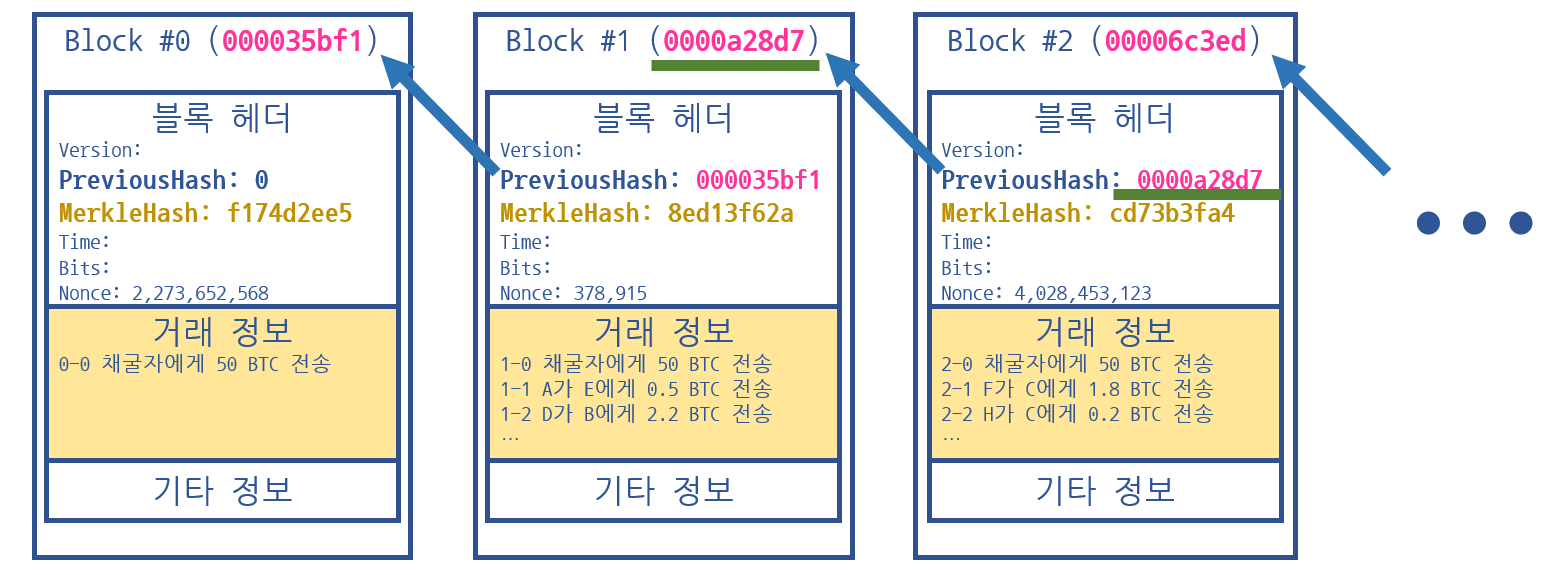 Block #0 (000035bf1)
블록 헤더
Version:
PreviousHash: 0
MerkleHash: f174d2ee5
Time:
Bits:
Nonce: 2,273,652,568
거래 정보
0-0 채굴자에게 50 BTC 전송
기타 정보
Block #1 (0000a28d7)
블록 헤더
Version:
PreviousHash: 000035bf1
MerkleHash: 8ed13f62a
Time:
Bits:
Nonce: 378,915
거래 정보
1-0 채굴자에게 50 BTC 전송
1-1 A가 E에게 0.5 BTC 전송
1-2 D가 B에게 2.2 BTC 전송
…
기타 정보
Block #2 (00006c3ed)
블록 헤더
Version:
PreviousHash: 0000a28d7
MerkleHash: cd73b3fa4
Time:
Bits:
Nonce: 4,028,453,123
거래 정보
2-0 채굴자에게 50 BTC 전송
2-1 F가 C에게 1.8 BTC 전송
2-2 H가 C에게 0.2 BTC 전송
…
기타 정보